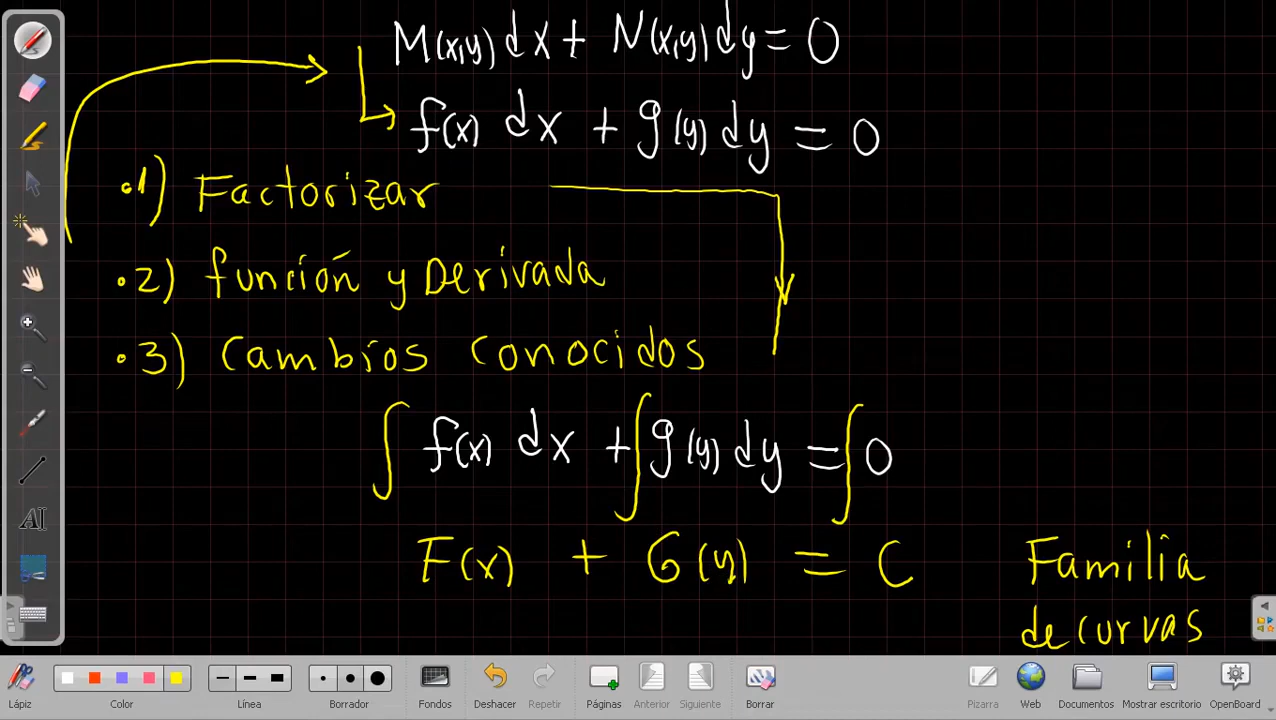 M(x,y) dx + N(x,y) dy = 0
f(x) dx + g(y) dy = 0
.1) Factorizar
.2) función y Derivada
.3) Cambios conocidos
∫ f(x) dx + ∫ g(y) dy = ∫ 0
F(x) + G(y) = C
Familia
de curvas
Lápiz
Color
Línea
Borrador
Fondos
Deshacer
Repetir
Páginas
Anterior
Siguiente
Borrar
Pizarra
Web
Documentos
Mostrar escritorio
OpenBoard